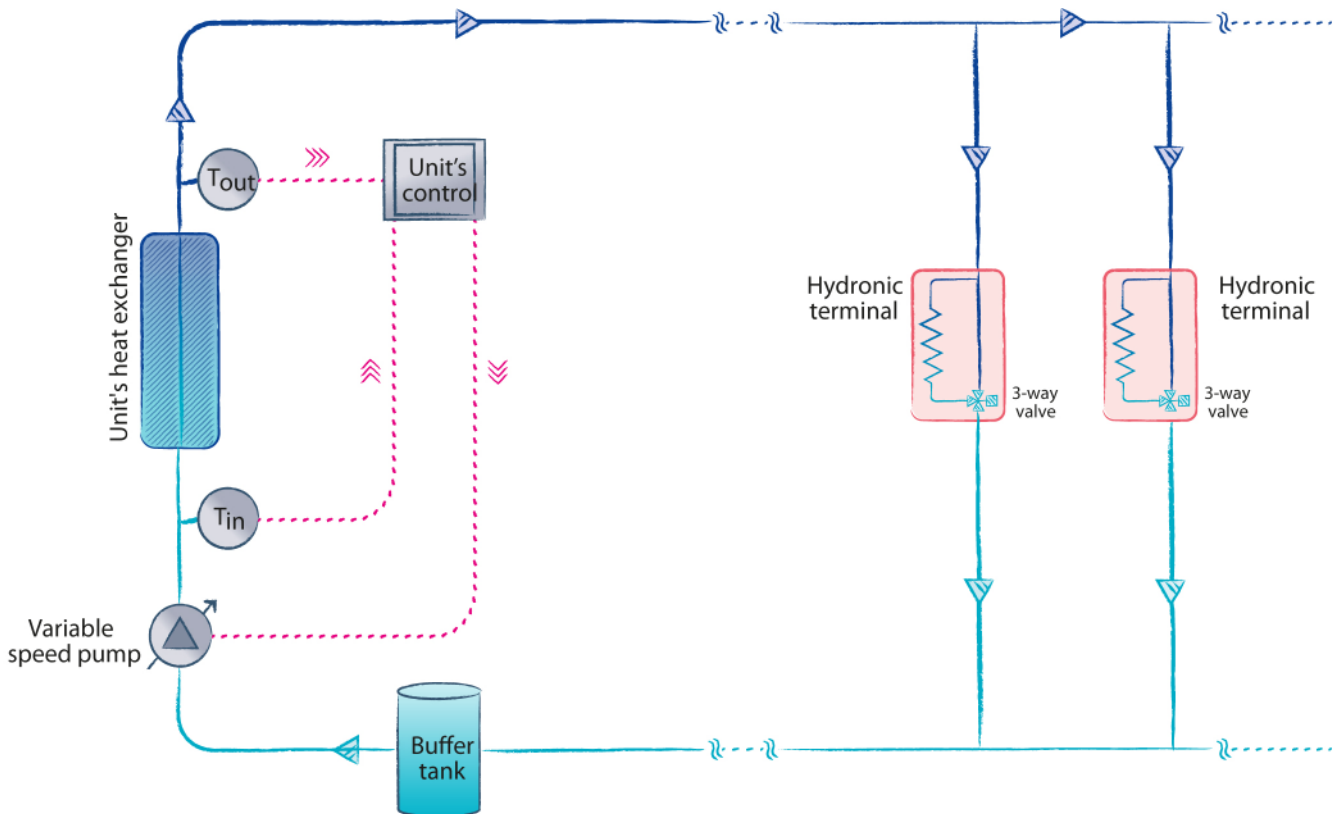 Tout
Unit's
control
Unit's heat exchanger
Hydronic
terminal
3-way
valve
Hydronic
terminal
3-way
valve
Tin
Variable
speed pump
Buffer
tank